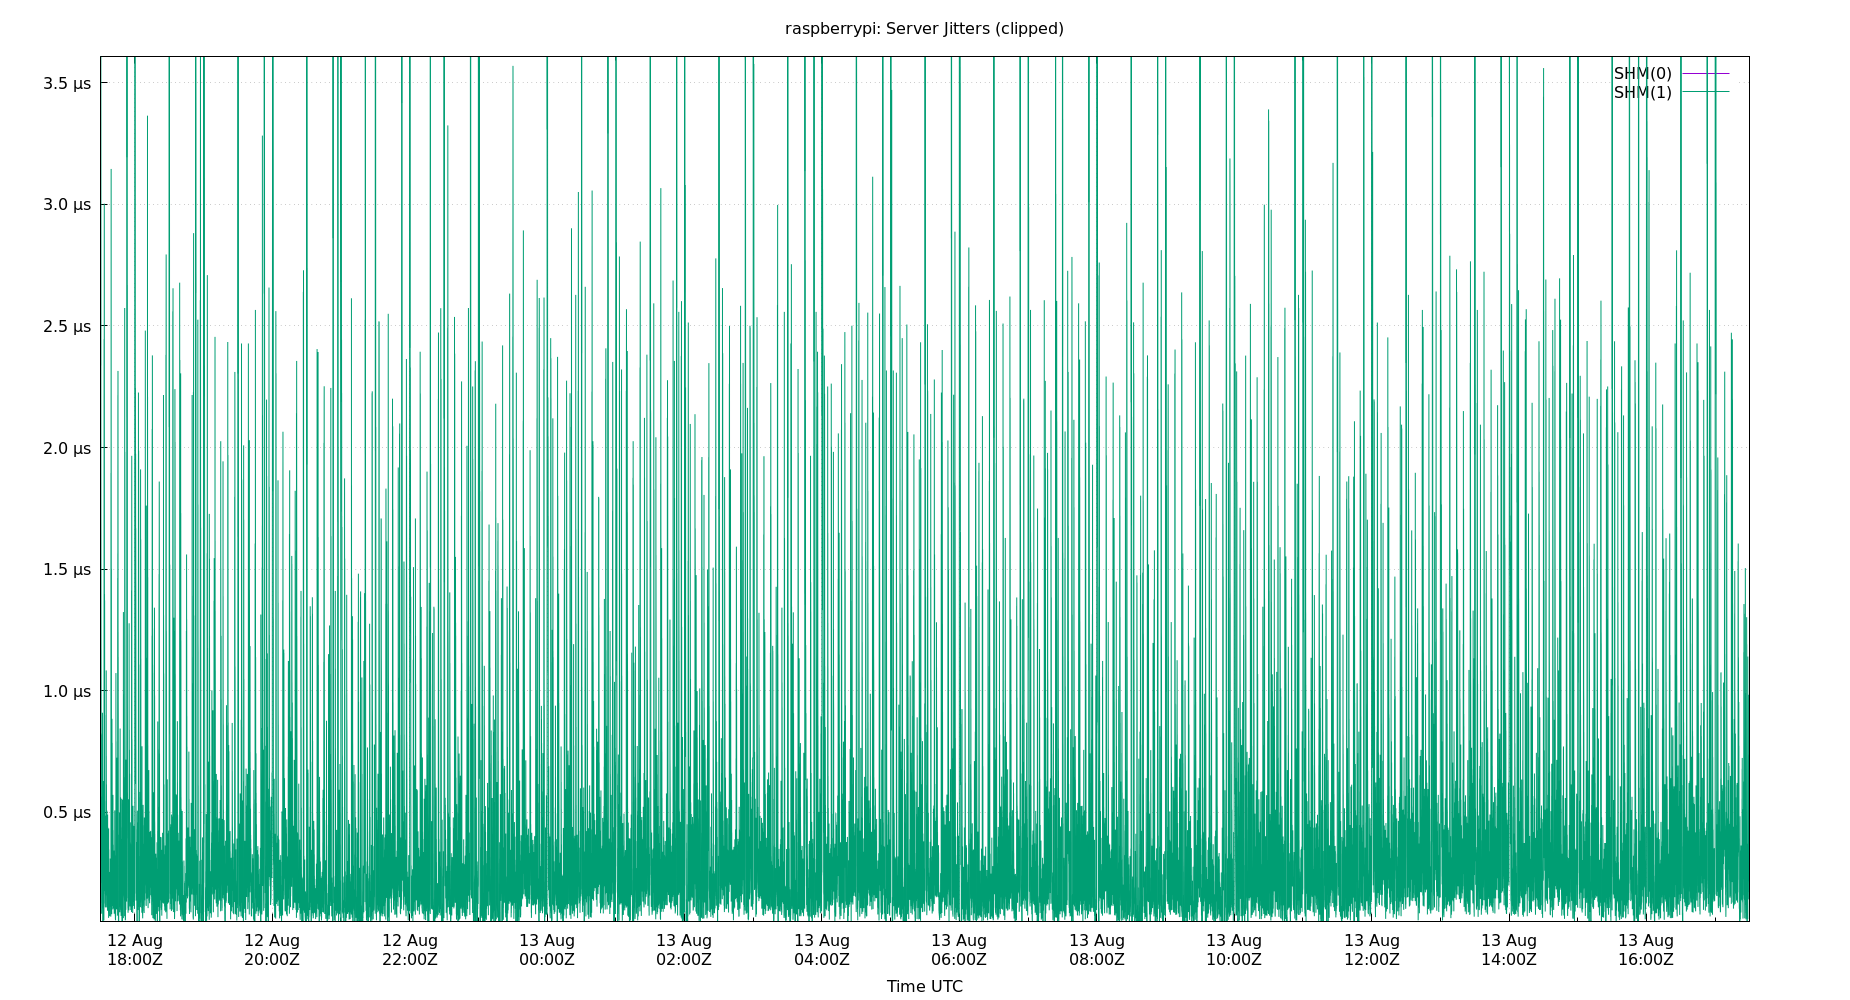 raspberrypi: Server Jitters (clipped)
SHM(0)
SHM(1)
3.5 µs
3.0 µs
2.5 µs
2.0 µs
1.5 µs
1.0 µs
0.5 µs
12 Aug 12 Aug 12 Aug 13 Aug 13 Aug 13 Aug 13 Aug 13 Aug 13 Aug 13 Aug 13 Aug 13 Aug
18:00Z 20:00Z 22:00Z 00:00Z 02:00Z 04:00Z 06:00Z 08:00Z 10:00Z 12:00Z 14:00Z 16:00Z
Time UTC